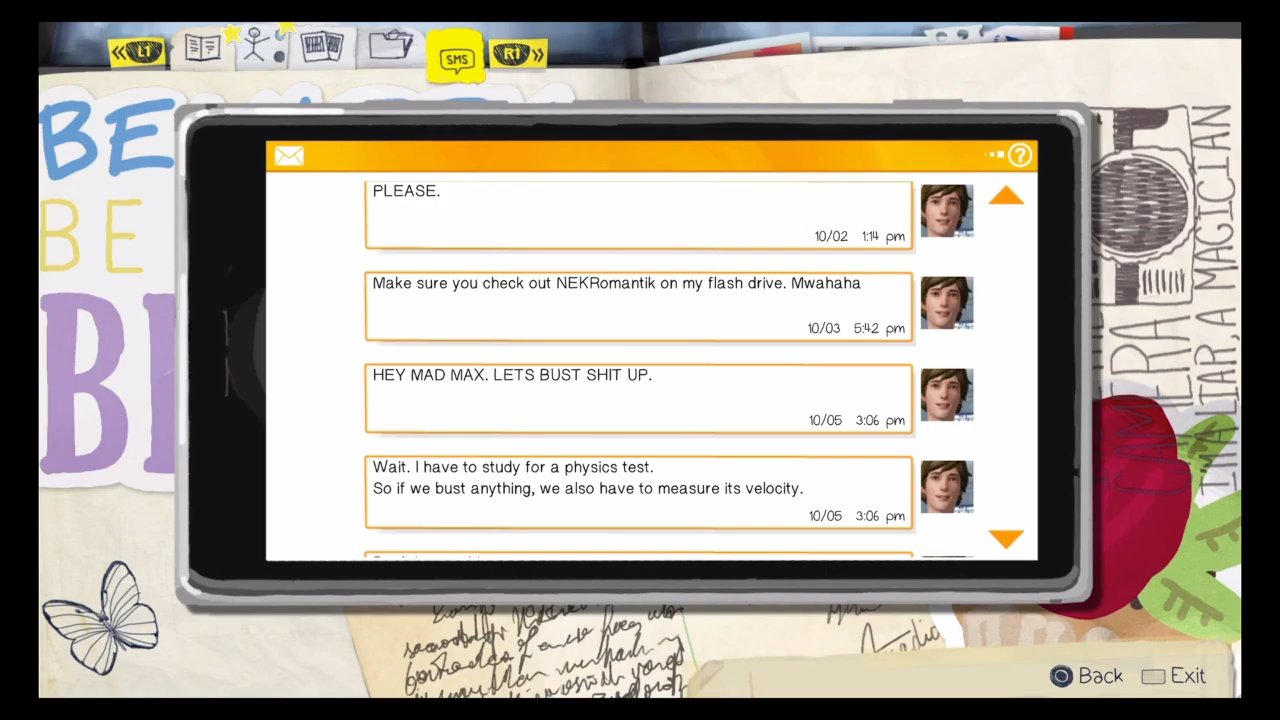 L1
SMS
R1
BE
BE
PLEASE.
10/02 1:14 pm
Make sure you check out NEKRomantik on my flash drive. Mwahaha
10/03 5:42 pm
HEY MAD MAX. LETS BUST SHIT UP.
10/05 3:06 pm
Wait. I have to study for a physics test.
So if we bust anything, we also have to measure its velocity.
10/05 3:06 pm
?
CAMERA
LIAR, A MAGICIAN
Back
Exit